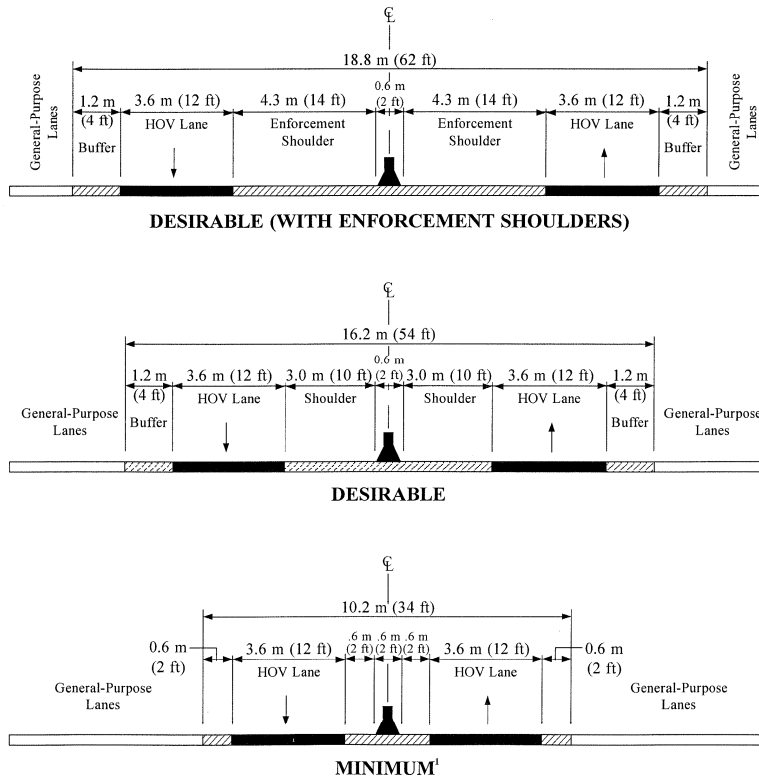 ℄
18.8 m (62 ft)
General-Purpose
Lanes
1.2 m
(4 ft)
Buffer
3.6 m (12 ft)
HOV Lane
4.3 m (14 ft)
Enforcement
Shoulder
0.6 m
(2 ft)
4.3 m (14 ft)
Enforcement
Shoulder
3.6 m (12 ft)
HOV Lane
1.2 m
(4 ft)
Buffer
General-Purpose
Lanes
DESIRABLE (WITH ENFORCEMENT SHOULDERS)
℄
16.2 m (54 ft)
General-Purpose
Lanes
1.2 m
(4 ft)
Buffer
3.6 m (12 ft)
HOV Lane
3.0 m (10 ft)
Shoulder
0.6 m
(2 ft)
3.0 m (10 ft)
Shoulder
3.6 m (12 ft)
HOV Lane
1.2 m
(4 ft)
Buffer
General-Purpose
Lanes
DESIRABLE
℄
10.2 m (34 ft)
General-Purpose
Lanes
0.6 m
(2 ft)
3.6 m (12 ft)
HOV Lane
.6 m
(2 ft)
.6 m
(2 ft)
.6 m
(2 ft)
3.6 m (12 ft)
HOV Lane
0.6 m
(2 ft)
General-Purpose
Lanes
MINIMUM¹